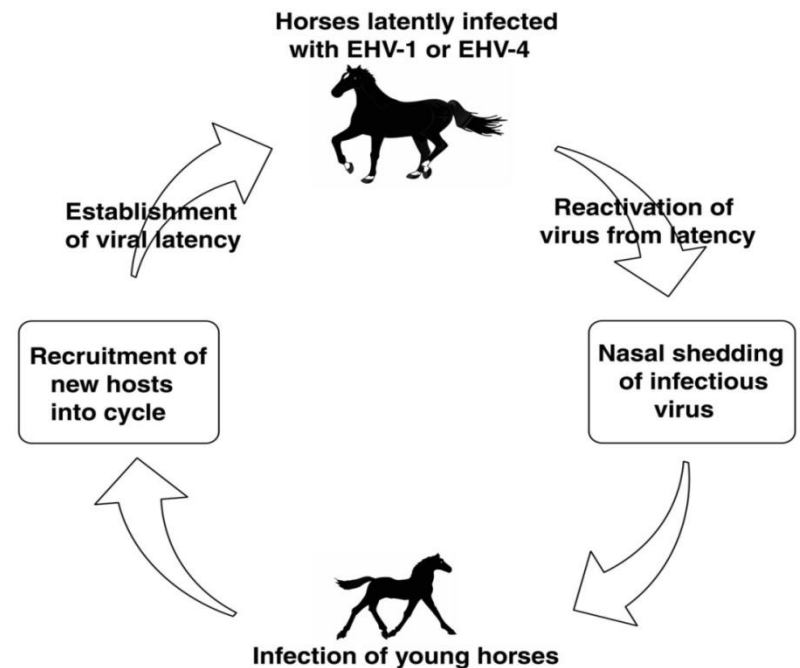 Horses latently infected
with EHV-1 or EHV-4
Establishment
of viral latency
Reactivation of
virus from latency
Recruitment of
new hosts
into cycle
Nasal shedding
of infectious
virus
Infection of young horses